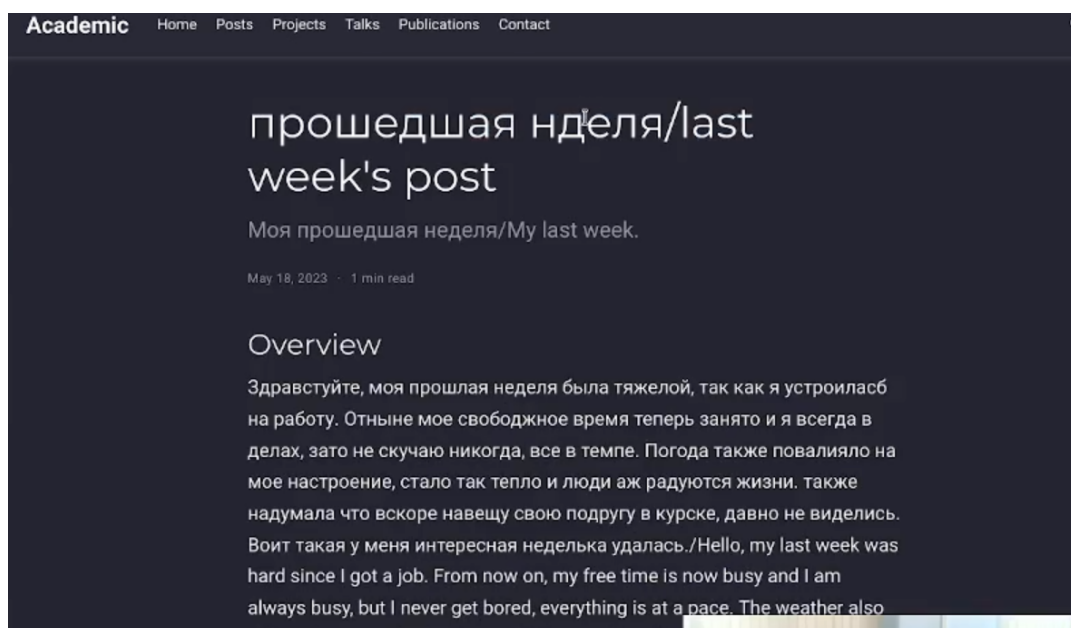 Academic Home Posts Projects Talks Publications Contact
прошедшая нделя/last
week's post
Моя прошедшая неделя/My last week.
May 18, 2023 · 1 min read
Overview
Здравстуйте, моя прошлая неделя была тяжелой, так как я устроиласб
на работу. Отныне мое свободжное время теперь занято и я всегда в
делах, зато не скучаю никогда, все в темпе. Погода также повалияло на
мое настроение, стало так тепло и люди аж радуются жизни. также
надумала что вскоре навещу свою подругу в курске, давно не виделись.
Воит такая у меня интересная неделька удалась./Hello, my last week was
hard since I got a job. From now on, my free time is now busy and I am
always busy, but I never get bored, everything is at a pace. The weather also